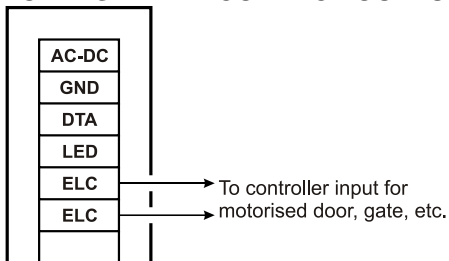 AC-DC
GND
DTA
LED
ELC
ELC
To controller input for
motorised door, gate, etc.